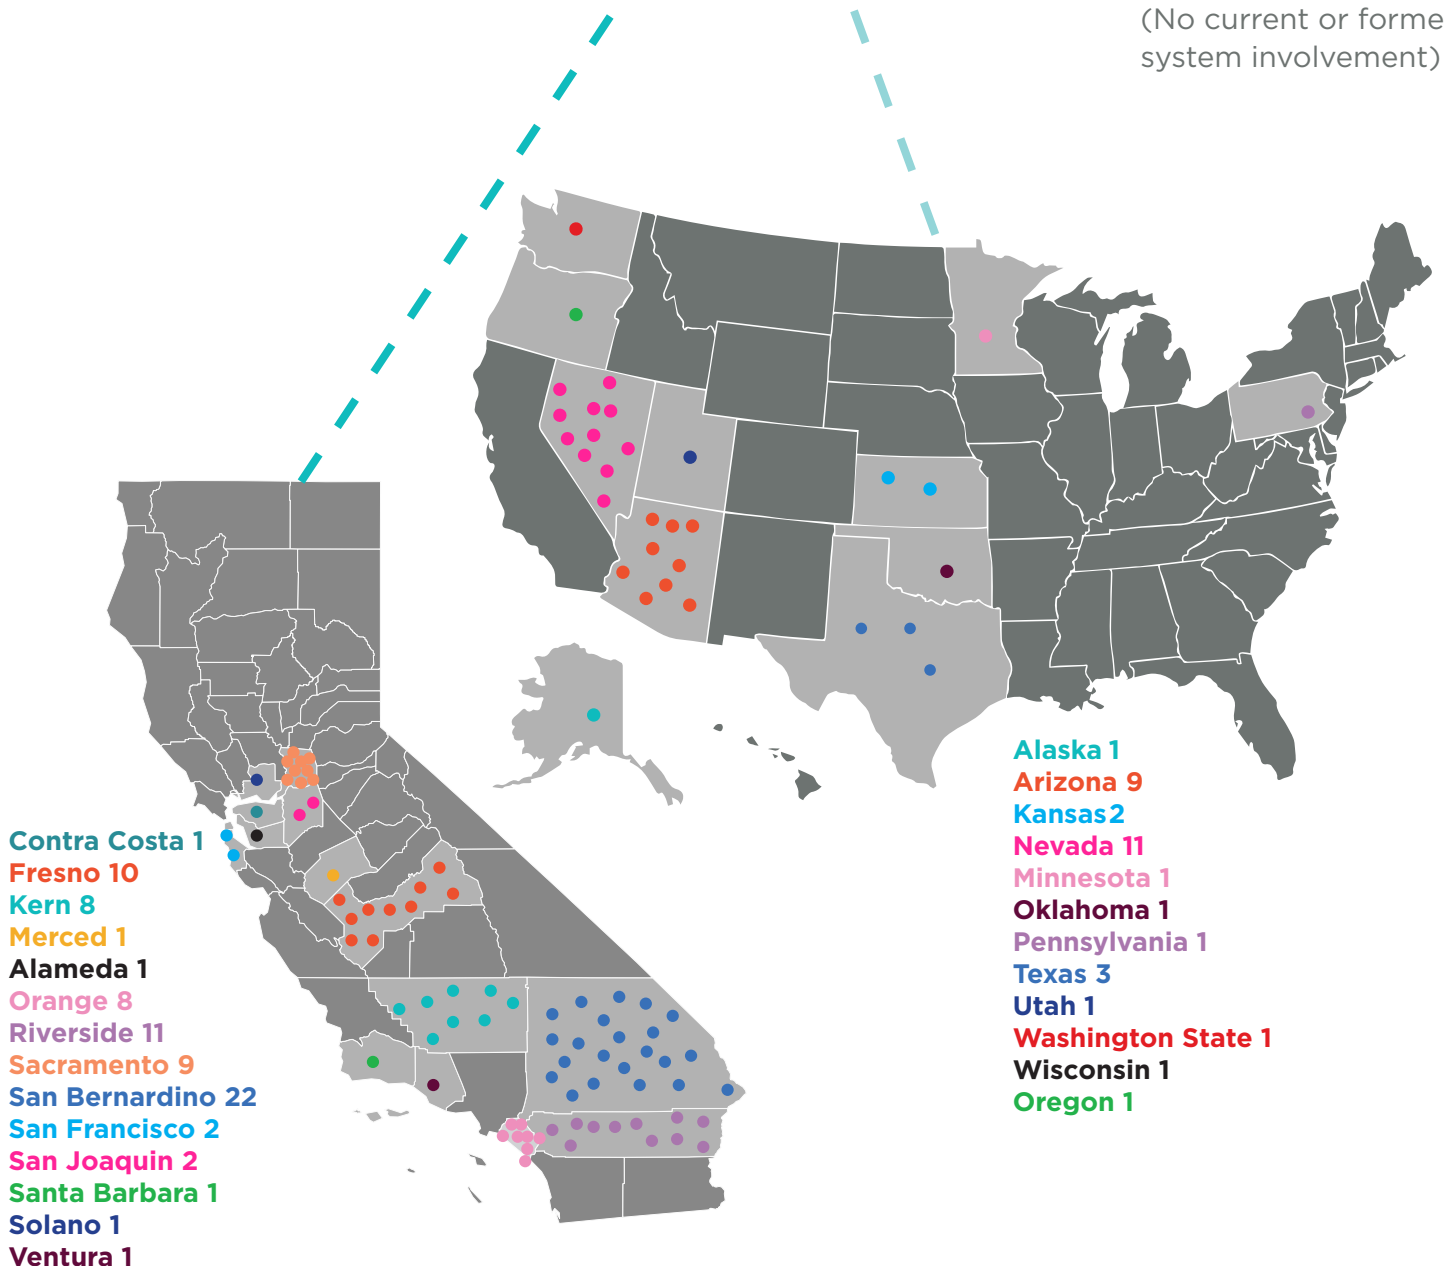 (No current or forme
system involvement)
Alaska 1
Arizona 9
Kansas2
Nevada 11
Minnesota 1
Oklahoma 1
Pennsylvania 1
Texas 3
Utah 1
Washington State 1
Wisconsin 1
Oregon 1
Contra Costa 1
Fresno 10
Kern 8
Merced 1
Alameda 1
Orange 8
Riverside 11
Sacramento 9
San Bernardino 22
San Francisco 2
San Joaquin 2
Santa Barbara 1
Solano 1
Ventura 1